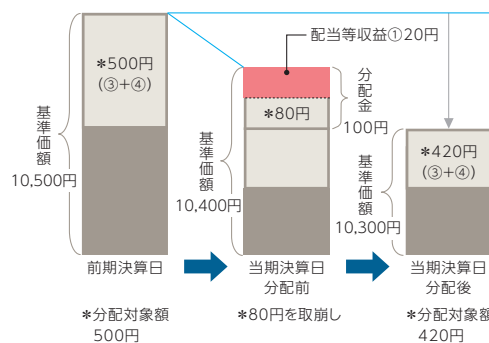 配当等収益①20円
*500円
(③+④)
基準価額
10,500円
*80円
分配金
100円
基準価額
10,400円
*420円
(③+④)
基準価額
10,300円
前期決算日
当期決算日
分配前
当期決算日
分配後
*分配対象額
500円
*80円を取崩し
*分配対象額
420円